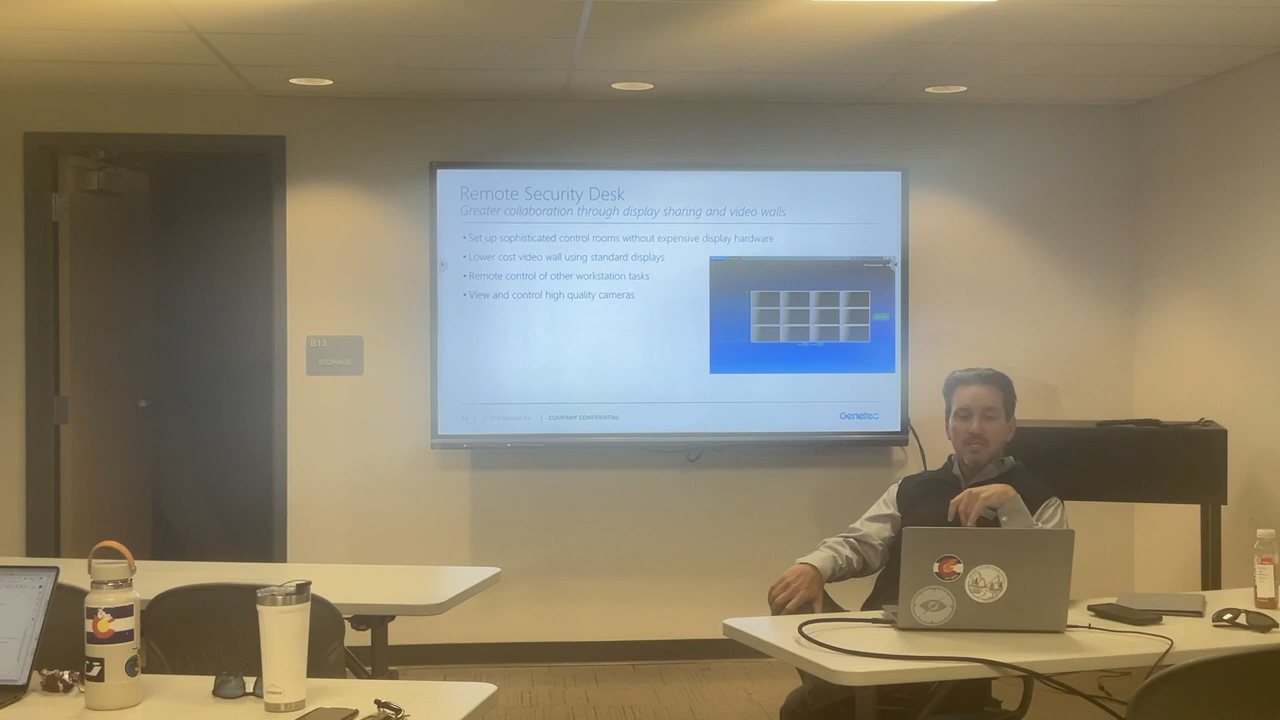 Remote Security Desk
Greater collaboration through display sharing and video walls
• Set up sophisticated control rooms without expensive display hardware
• Lower cost video wall using standard displays
• Remote control of other workstation tasks
• View and control high quality cameras
COMPANY CONFIDENTIAL
Genetec
B13
STORAGE